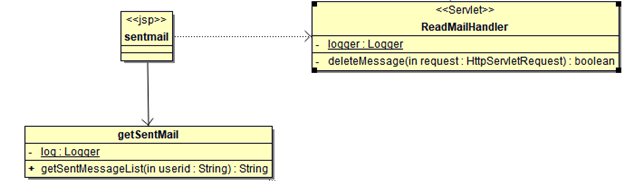 <<jsp>>
sentmail
<<Servlet>>
ReadMailHandler
- logger : Logger
- deleteMessage(in request : HttpServletRequest) : boolean
getSentMail
- log : Logger
+ getSentMessageList(in userid : String) : String